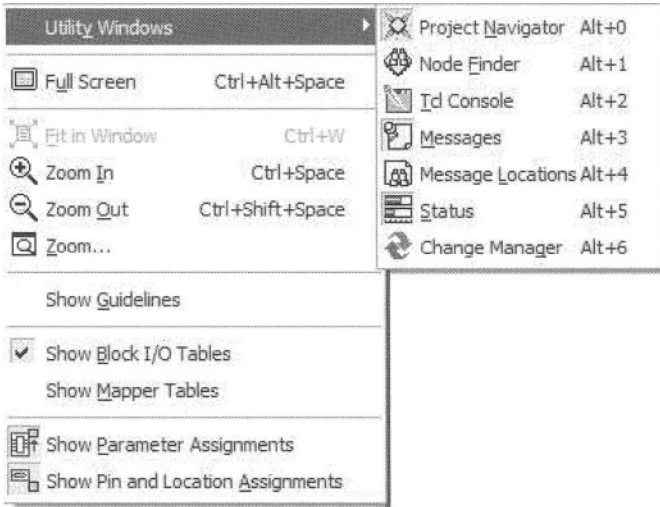 Utility Windows
Full Screen Ctrl+Alt+Space
Fit in Window Ctrl+W
Zoom In Ctrl+Space
Zoom Out Ctrl+Shift+Space
Zoom...
Show Guidelines
Show Block I/O Tables
Show Mapper Tables
Show Parameter Assignments
Show Pin and Location Assignments
Project Navigator Alt+0
Node Finder Alt+1
Tcl Console Alt+2
Messages Alt+3
Message Locations Alt+4
Status Alt+5
Change Manager Alt+6